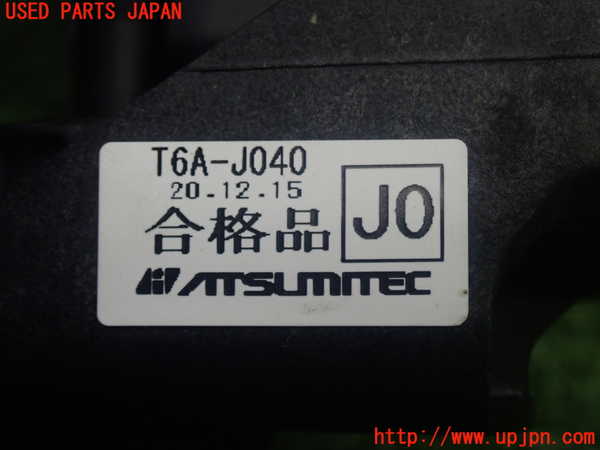 USED PARTS JAPAN
T6A-J040
20.12.15
合格品
J0
ATSUMITEC
http://www.upjpn.com/